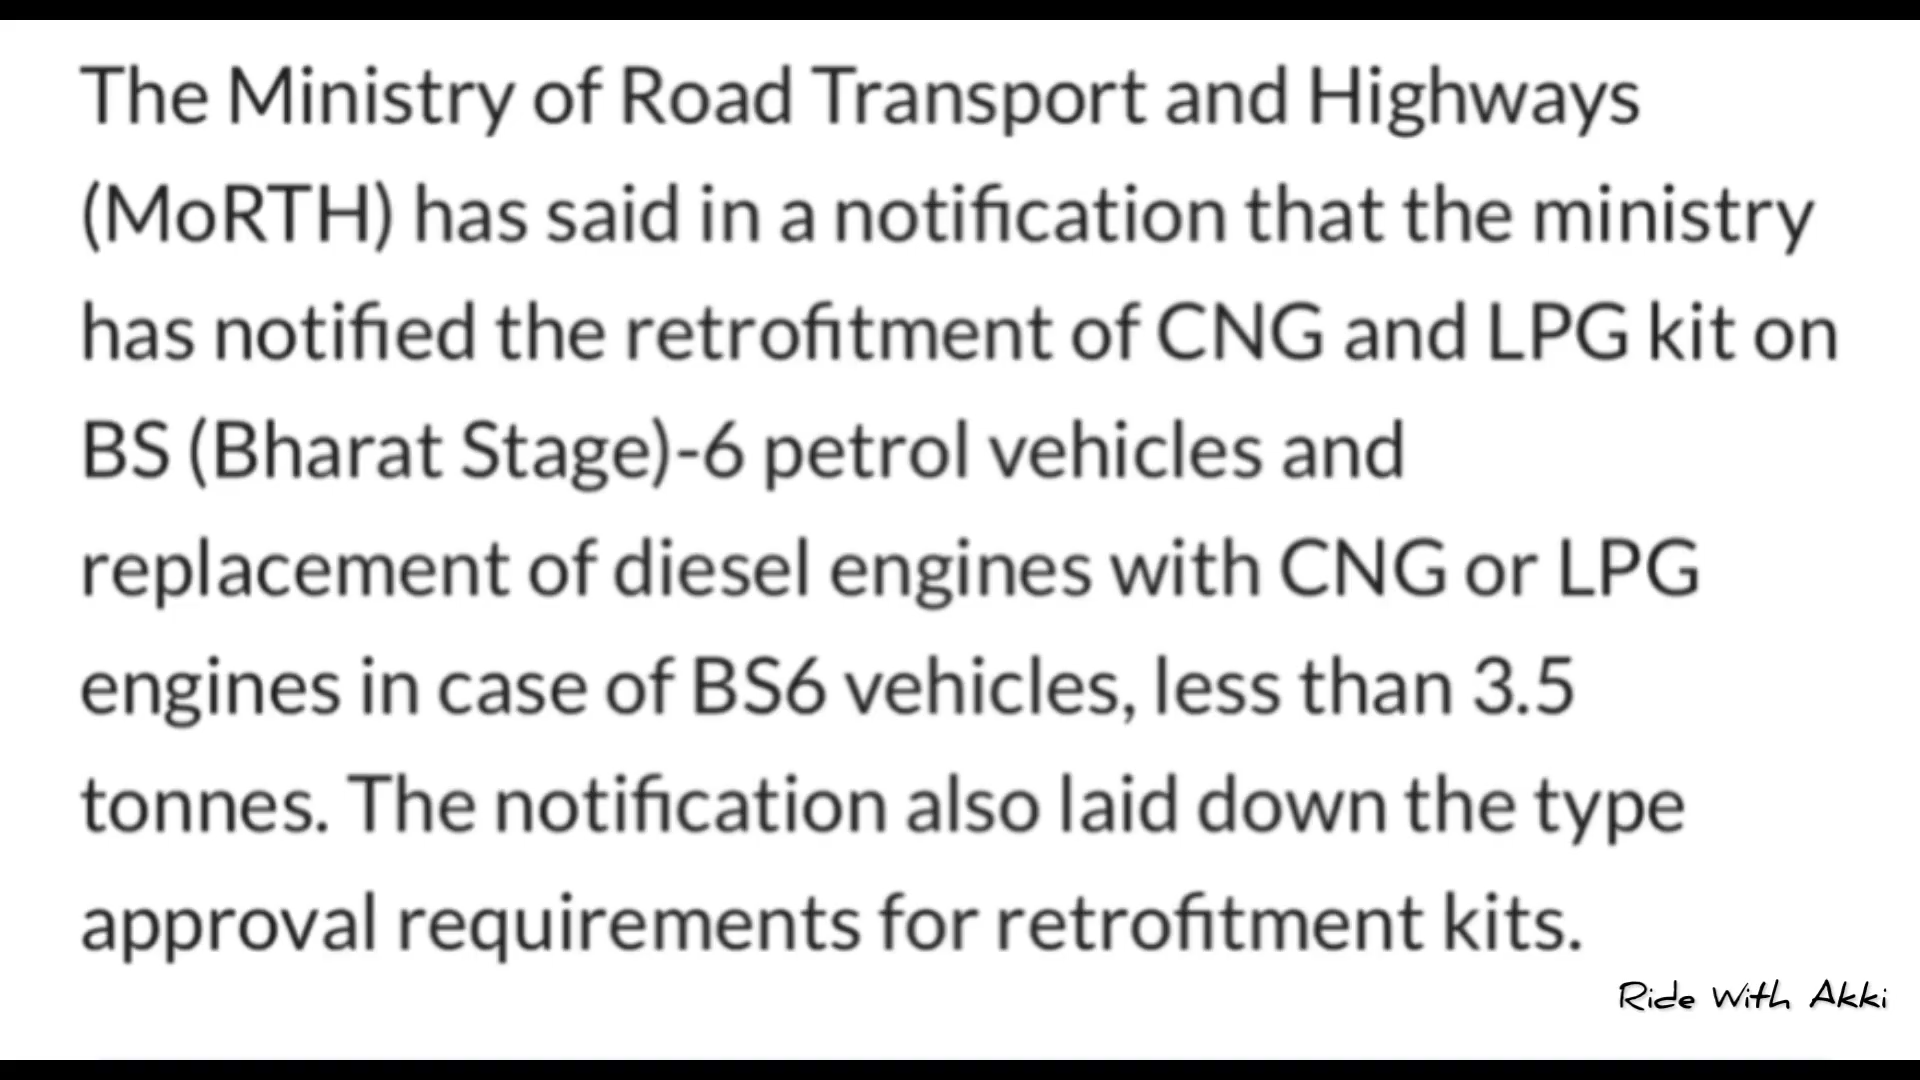 The Ministry of Road Transport and Highways
(MoRTH) has said in a notification that the ministry
has notified the retrofitment of CNG and LPG kit on
BS (Bharat Stage)-6 petrol vehicles and
replacement of diesel engines with CNG or LPG
engines in case of BS6 vehicles, less than 3.5
tonnes. The notification also laid down the type
approval requirements for retrofitment kits.
Ride With Akki